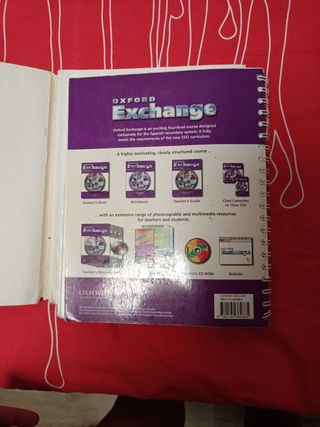 OXFORD
Exchange
Oxford Exchange is an exciting four-level course designed
exclusively for the Spanish secondary system. It fully
meets the requirements of the new ESO curriculum.
A highly motivating, clearly structured course ...
Exchange
Student's Book
Workbook
Teacher's Guide
Class Cassettes
or Class CDs
... with an extensive range of photocopiable and multimedia resources
for teachers and students.
Exchange
Teacher's
CD-ROM
Website
OXFORD